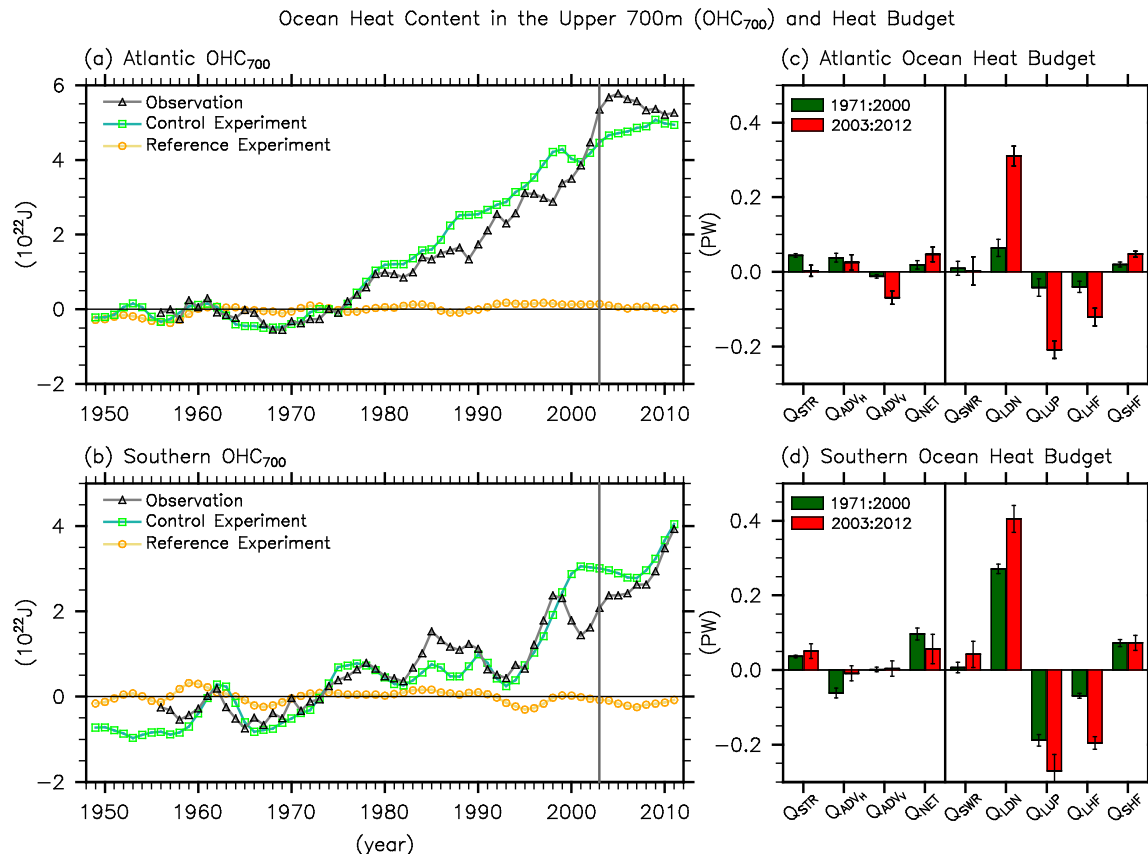 Ocean Heat Content in the Upper 700m (OHC700) and Heat Budget
(a) Atlantic OHC700
(10^22J)
6
4
2
0
−2
Observation
Control Experiment
Reference Experiment
1950 1960 1970 1980 1990 2000 2010
(b) Southern OHC700
(10^22J)
4
2
0
−2
Observation
Control Experiment
Reference Experiment
1950 1960 1970 1980 1990 2000 2010
(year)
(c) Atlantic Ocean Heat Budget
(PW)
0.4
0.2
0.0
−0.2
1971:2000
2003:2012
QSTR QADVH QADVV QNET QSWR QLDN QLUP QLHF QSHF
(d) Southern Ocean Heat Budget
(PW)
0.4
0.2
0.0
−0.2
1971:2000
2003:2012
QSTR QADVH QADVV QNET QSWR QLDN QLUP QLHF QSHF